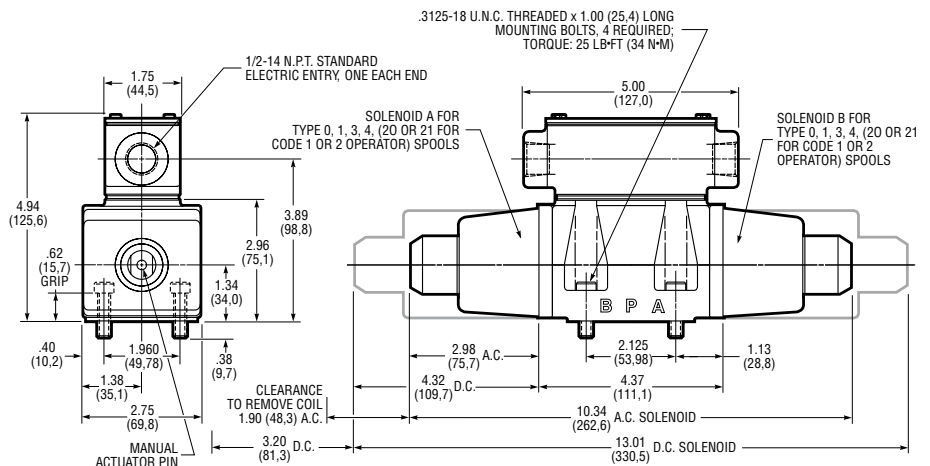 .3125-18 U.N.C. THREADED x 1.00 (25,4) LONG
MOUNTING BOLTS, 4 REQUIRED;
TORQUE: 25 LB•FT (34 N•M)
1/2-14 N.P.T. STANDARD
ELECTRIC ENTRY, ONE EACH END
1.75
(44,5)
5.00
(127,0)
SOLENOID A FOR
TYPE 0, 1, 3, 4, (20 OR 21 FOR
CODE 1 OR 2 OPERATOR) SPOOLS
SOLENOID B FOR
TYPE 0, 1, 3, 4, (20 OR 21
FOR CODE 1 OR 2
OPERATOR) SPOOLS
4.94
(125,6)
3.89
(98,8)
2.96
(75,1)
.62
(15,7)
GRIP
1.34
(34,0)
B P A
.40
(10,2)
1.960
(49,78)
.38
(9,7)
1.38
(35,1)
2.75
(69,8)
MANUAL
ACTUATOR PIN
2.98
(75,7)
A.C.
2.125
(53,98)
1.13
(28,8)
4.32
(109,7)
D.C.
4.37
(111,1)
CLEARANCE
TO REMOVE COIL
1.90 (48,3) A.C.
10.34
(262,6)
A.C. SOLENOID
3.20
(81,3)
D.C.
13.01
(330,5)
D.C. SOLENOID